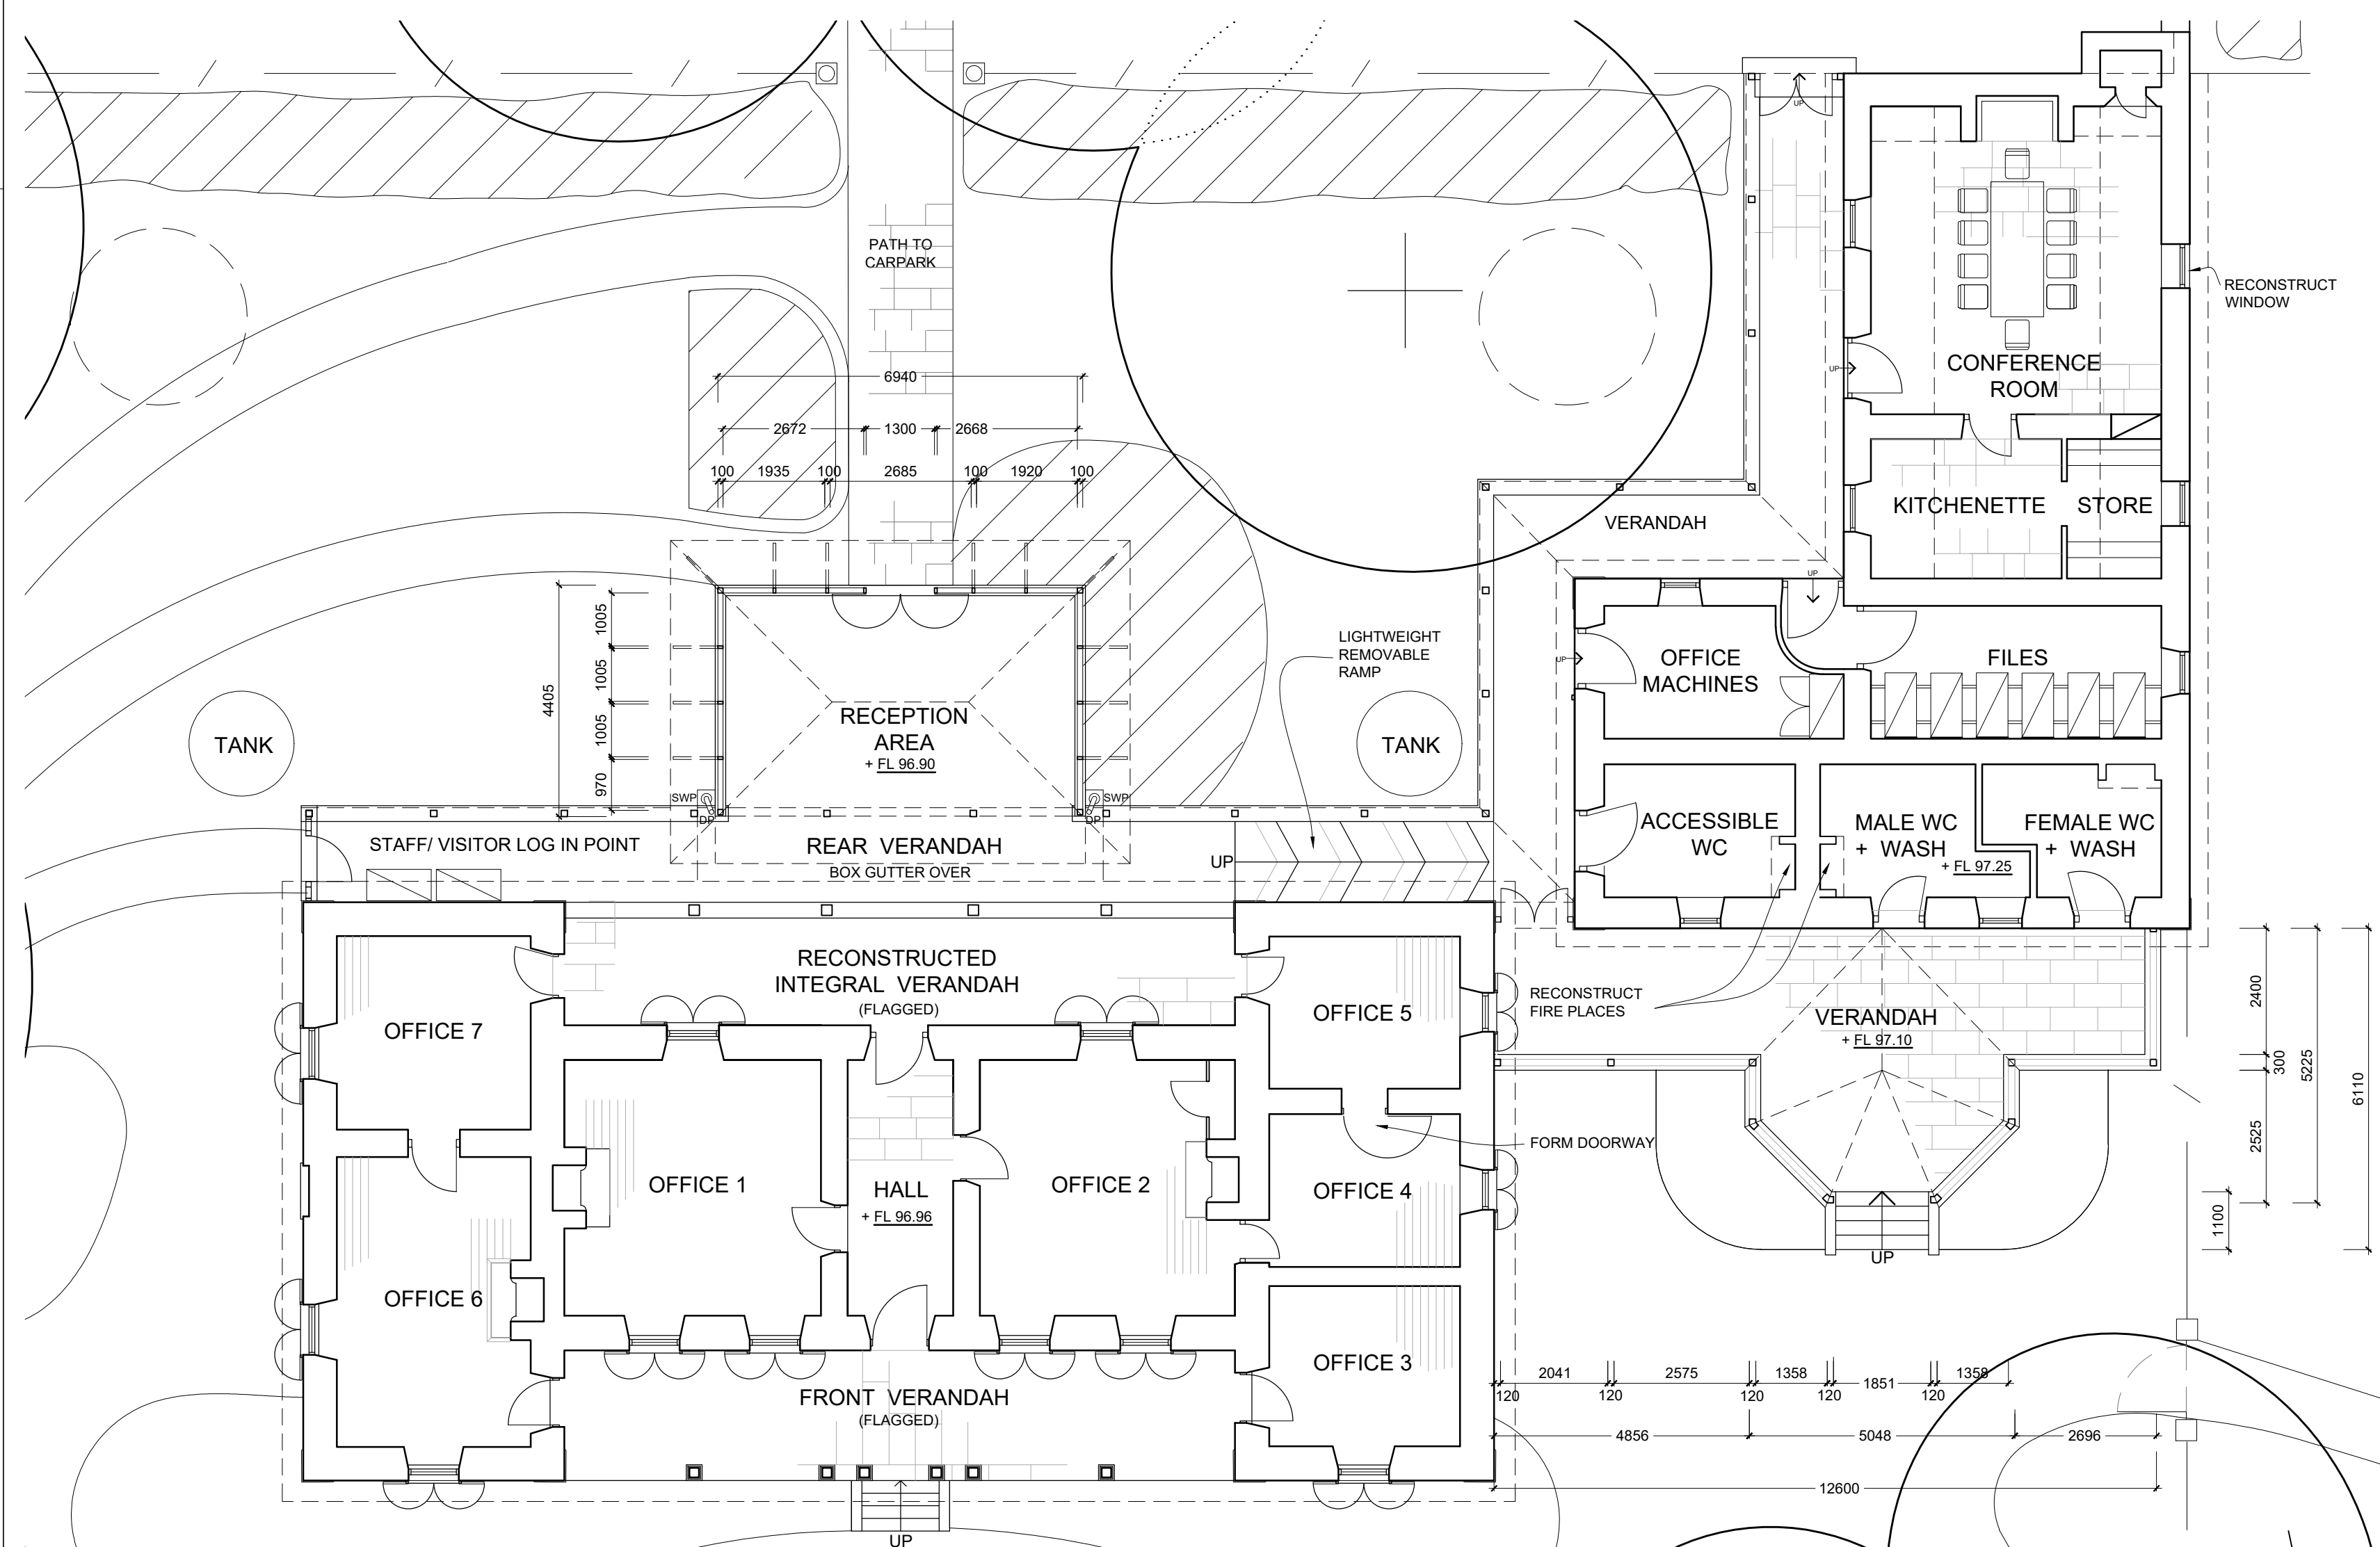 UP
PATH TO
CARPARK
RECONSTRUCT
WINDOW
UP
CONFERENCE
ROOM
6940
2672
1300
2668
100
1935
100
2685
100
1920
100
KITCHENETTE
STORE
VERANDAH
UP
1005
1005
1005
970
4405
LIGHTWEIGHT
REMOVABLE
RAMP
UP
OFFICE
MACHINES
FILES
TANK
RECEPTION
AREA
+ FL 96.90
TANK
SWP
DP
SWP
DP
STAFF/ VISITOR LOG IN POINT
REAR VERANDAH
BOX GUTTER OVER
UP
ACCESSIBLE
WC
MALE WC
+ WASH
+ FL 97.25
FEMALE WC
+ WASH
RECONSTRUCTED
INTEGRAL VERANDAH
(FLAGGED)
OFFICE 7
OFFICE 5
RECONSTRUCT
FIRE PLACES
VERANDAH
+ FL 97.10
2400
300
5225
6110
2525
1100
FORM DOORWAY
OFFICE 1
HALL
+ FL 96.96
OFFICE 2
OFFICE 4
UP
OFFICE 6
OFFICE 3
FRONT VERANDAH
(FLAGGED)
2041
2575
1358
1851
1358
120
120
120
120
120
4856
5048
2696
12600
UP